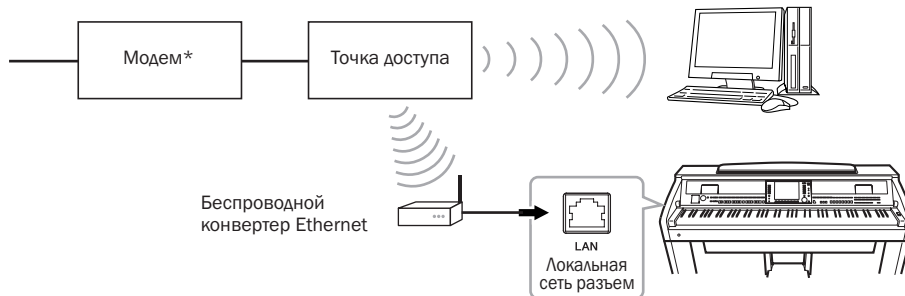 Модем*
Точка доступа
Беспроводной
конвертер Ethernet
LAN
Локальная
сеть разъем